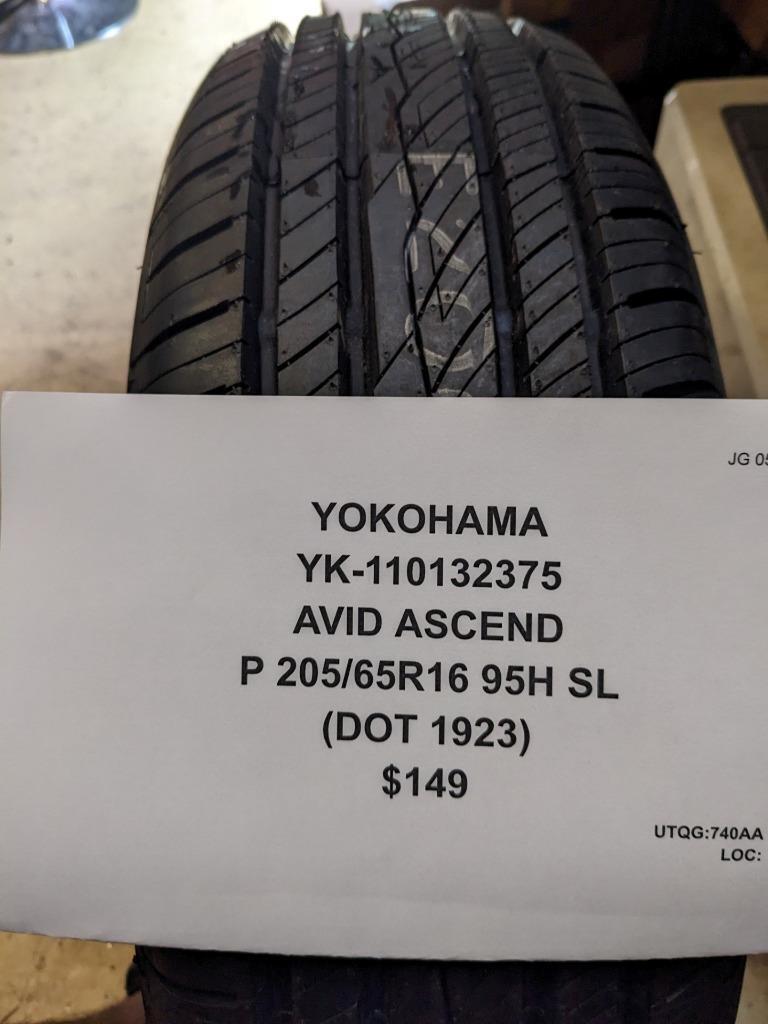 JG 05
YOKOHAMA
YK-110132375
AVID ASCEND
P 205/65R16 95H SL
(DOT 1923)
$149
UTQG:740AA
LOC: